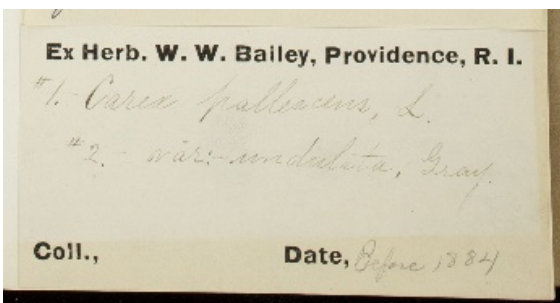 Ex Herb. W. W. Bailey, Providence, R. I.
#1.- Carex pallescens, L.
#2.- var:- undulata, Gray.
Coll., Date, Before 1884